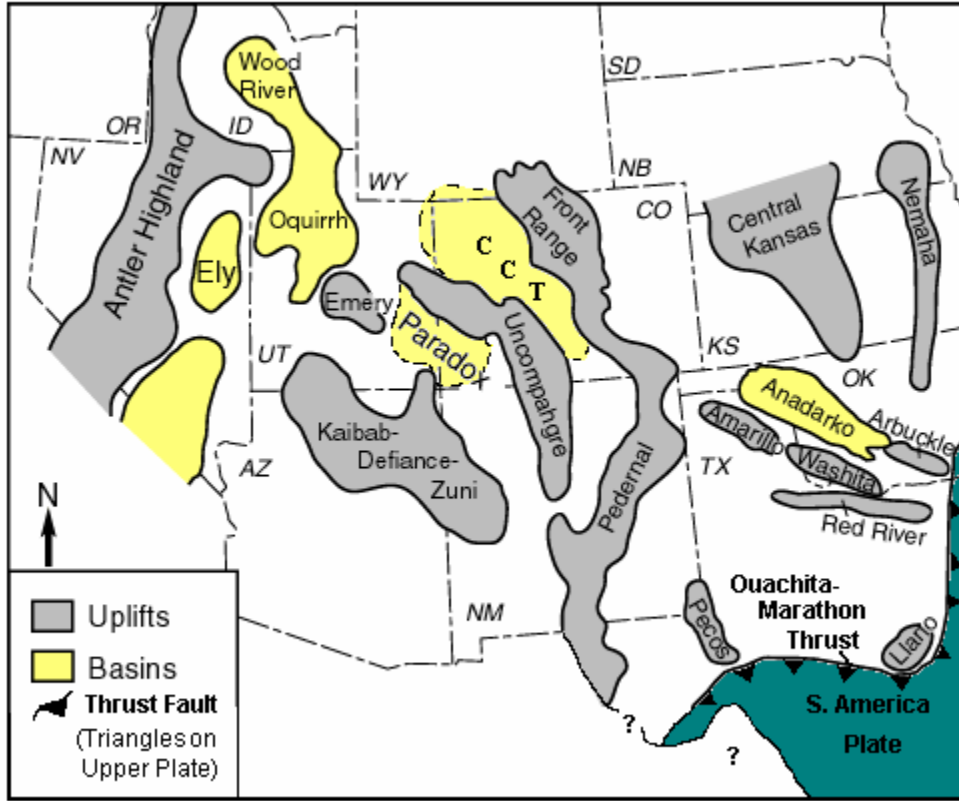 Wood
River
SD
OR
ID
NV
WY
NB
CO
Antler Highland
Oquirrh
Front
Range
Central
Kansas
Nemaha
C
C
T
Ely
Emery
Parado
Uncompahgre
UT
KS
OK
Anadarko
Amarillo
Arbuckle
Kaibab-
Defiance-
Zuni
AZ
Pedernal
TX
Washita
Red River
N
NM
Pecos
Ouachita-
Marathon
Thrust
Llano
Uplifts
Basins
Thrust Fault
(Triangles on
Upper Plate)
S. America
Plate
?
?